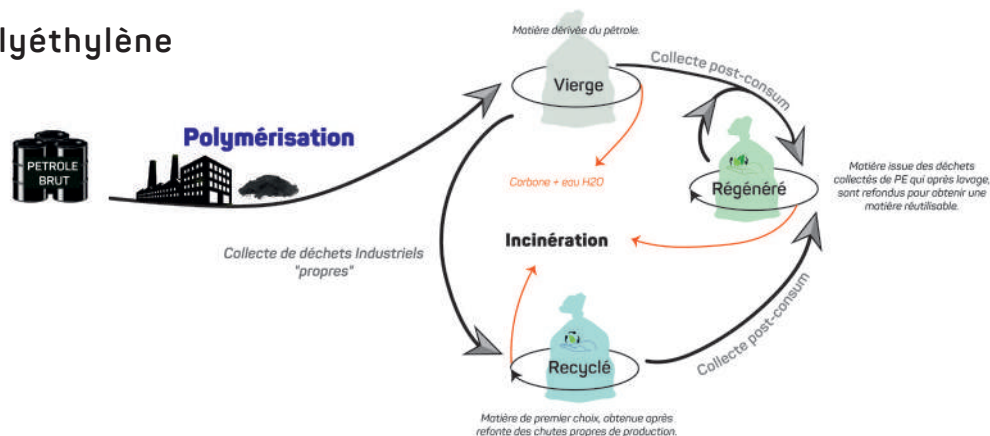 lyéthylène
Matière dérivée du pétrole.
Vierge
Collecte post-consum
Polymérisation
PETROLE
BRUT
Carbone + eau H2O
Régénéré
Matière issue des déchets
collectés de PE qui après lavage,
sont refondus pour obtenir une
matière réutilisable.
Incinération
Collecte de déchets Industriels
"propres"
Collecte post-consum
Recyclé
Matière de premier choix, obtenue après
refonte des chutes propres de production.